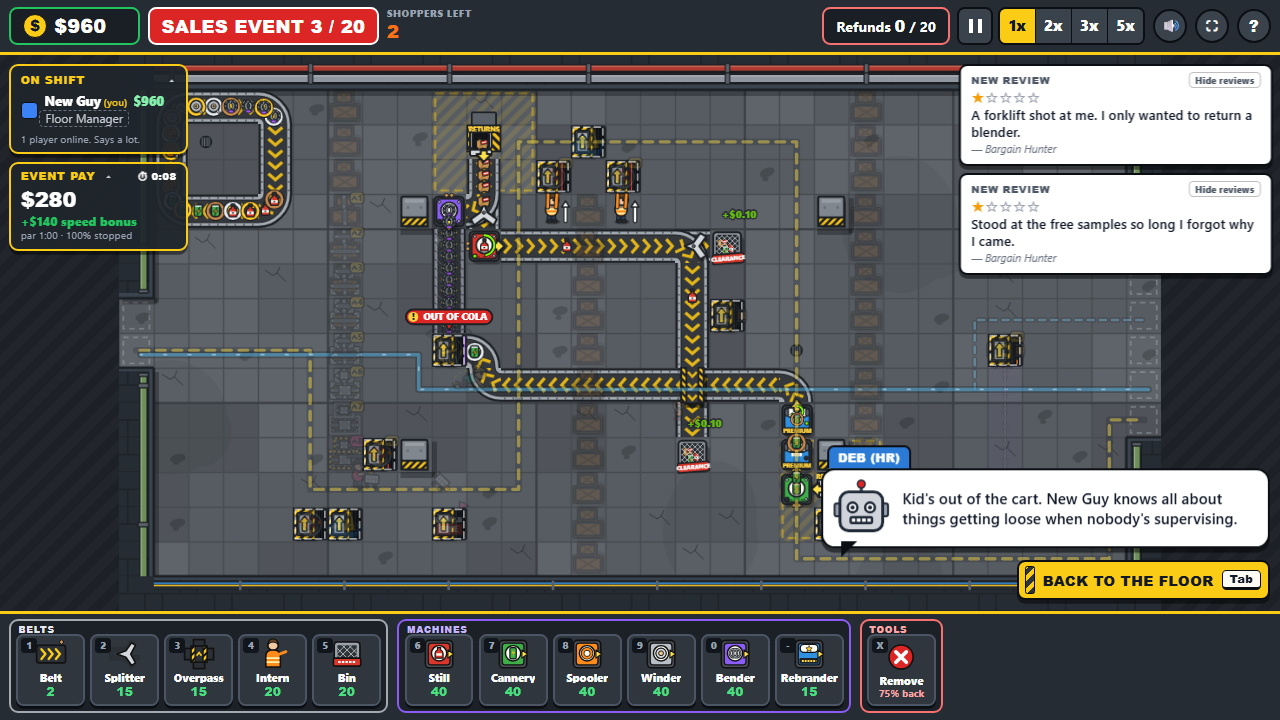 $ $960
SALES EVENT 3 / 20
SHOPPERS LEFT
2
Refunds 0 / 20
1x
2x
3x
5x
?
ON SHIFT
New Guy (you) $960
Floor Manager
1 player online. Says a lot.
EVENT PAY
0:08
$280
+$140 speed bonus
par 1:00 · 100% stopped
NEW REVIEW
Hide reviews
A forklift shot at me. I only wanted to return a
blender.
— Bargain Hunter
NEW REVIEW
Hide reviews
Stood at the free samples so long I forgot why
I came.
— Bargain Hunter
RETURNS
+$0.10
CLEARANCE
! OUT OF COLA
+$0.10
CLEARANCE
PREMIUM
PREMIUM
DEB (HR)
Kid's out of the cart. New Guy knows all about
things getting loose when nobody's supervising.
BACK TO THE FLOOR Tab
BELTS
1
Belt
2
2
Splitter
15
3
Overpass
15
4
Intern
20
5
Bin
20
MACHINES
6
Still
40
7
Cannery
40
8
Spooler
40
9
Winder
40
0
Bender
40
-
Rebrander
15
TOOLS
X
Remove
75% back